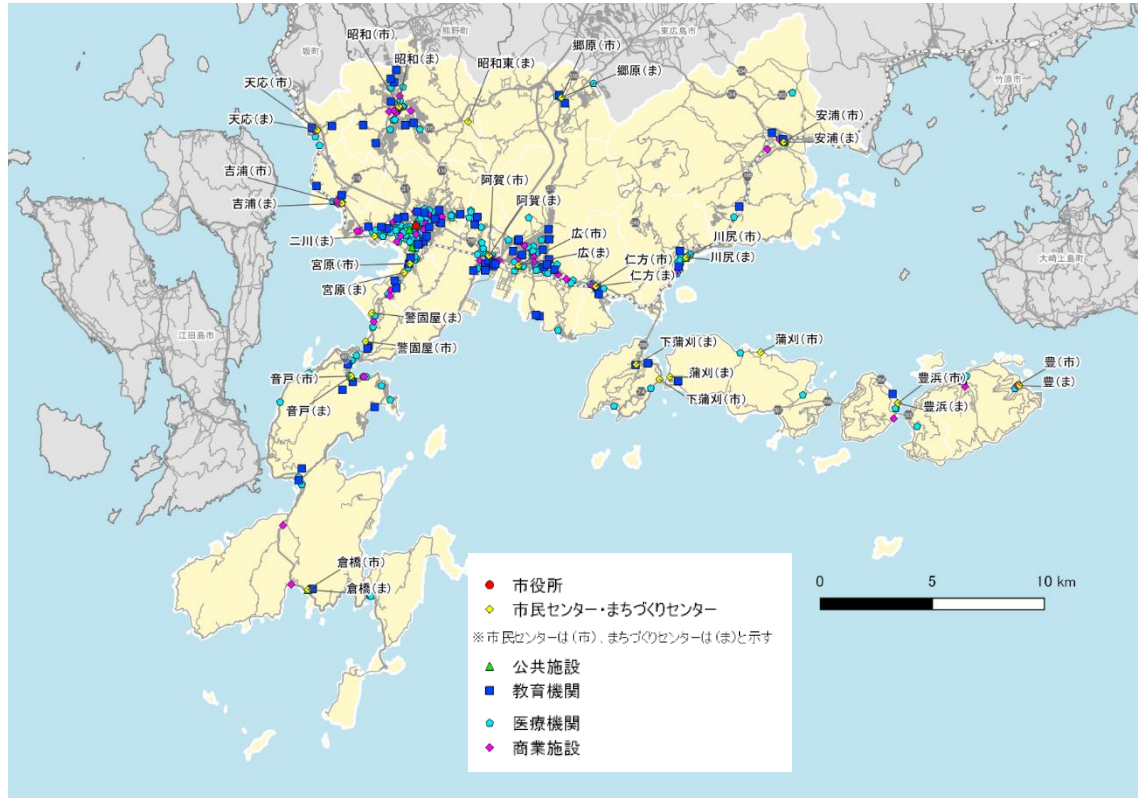 昭和(市)
熊野町
郷原(市)
東広島市
坂町
昭和(ま)
昭和東(ま)
郷原(ま)
竹原市
天応(市)
天応(ま)
安浦(市)
安浦(ま)
吉浦(市)
阿賀(市)
吉浦(ま)
阿賀(ま)
二川(ま)
広(市)
川尻(市)
広(ま)
川尻(ま)
宮原(市)
仁方(市)
仁方(ま)
宮原(ま)
大崎上島町
江田島市
警固屋(ま)
警固屋(市)
下蒲刈(ま)
蒲刈(市)
音戸(市)
蒲刈(ま)
豊浜(市)
豊(市)
下蒲刈(市)
豊(ま)
音戸(ま)
豊浜(ま)
倉橋(市)
倉橋(ま)
0 5 10 km
市役所
市民センター・まちづくりセンター
※市民センターは(市)、まちづくりセンターは(ま)と示す
公共施設
教育機関
医療機関
商業施設